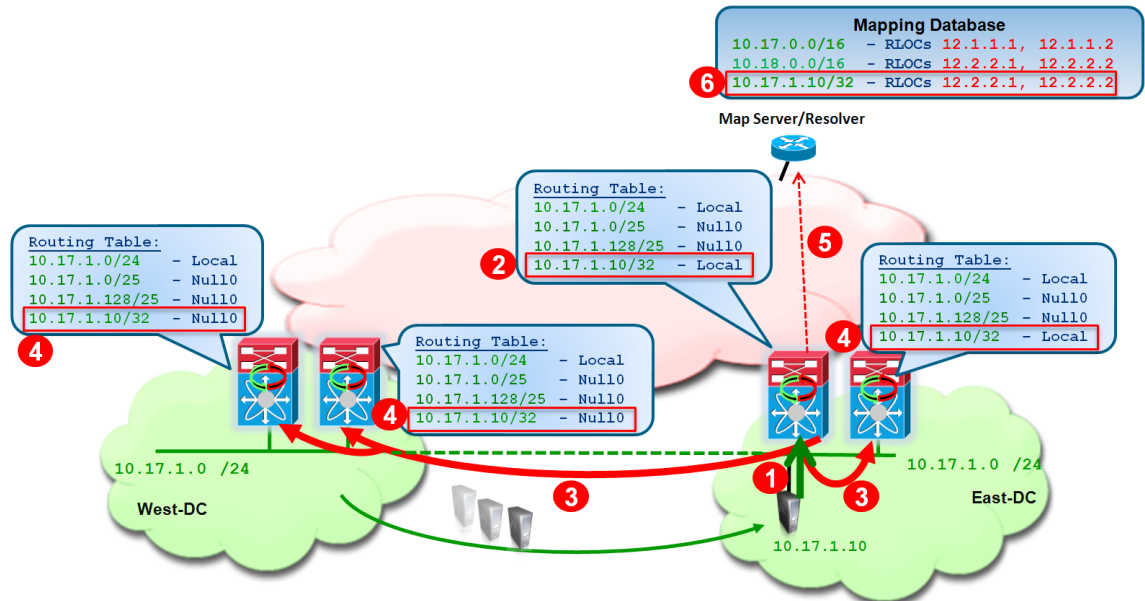 Mapping Database
10.17.0.0/16 – RLOCs 12.1.1.1, 12.1.1.2
10.18.0.0/16 – RLOCs 12.2.2.1, 12.2.2.2
6
10.17.1.10/32 – RLOCs 12.2.2.1, 12.2.2.2
Map Server/Resolver
Routing Table:
10.17.1.0/24 – Local
10.17.1.0/25 – Null0
10.17.1.128/25 – Null0
2
10.17.1.10/32 – Local
5
Routing Table:
10.17.1.0/24 – Local
10.17.1.0/25 – Null0
10.17.1.128/25 – Null0
10.17.1.10/32 – Null0
4
Routing Table:
10.17.1.0/24 – Local
10.17.1.0/25 – Null0
10.17.1.128/25 – Null0
10.17.1.10/32 – Local
4
Routing Table:
10.17.1.0/24 – Local
10.17.1.0/25 – Null0
10.17.1.128/25 – Null0
10.17.1.10/32 – Null0
4
10.17.1.0 /24
West-DC
3
1
3
10.17.1.0 /24
East-DC
10.17.1.10